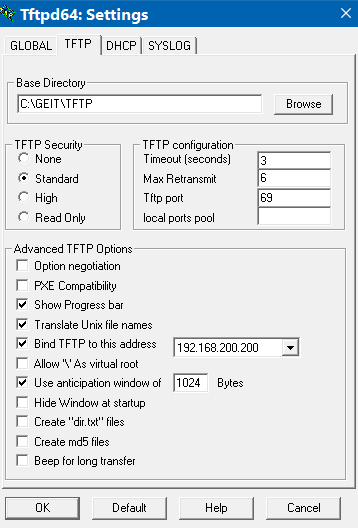 Tftpd64: Settings
GLOBAL TFTP DHCP SYSLOG
Base Directory
C:\GEIT\TFTP Browse
TFTP Security
None
Standard
High
Read Only
TFTP configuration
Timeout (seconds) 3
Max Retransmit 6
Tftp port 69
local ports pool
Advanced TFTP Options
Option negotiation
PXE Compatibility
Show Progress bar
Translate Unix file names
Bind TFTP to this address 192.168.200.200
Allow '\' As virtual root
Use anticipation window of 1024 Bytes
Hide Window at startup
Create "dir.txt" files
Create md5 files
Beep for long transfer
OK Default Help Cancel